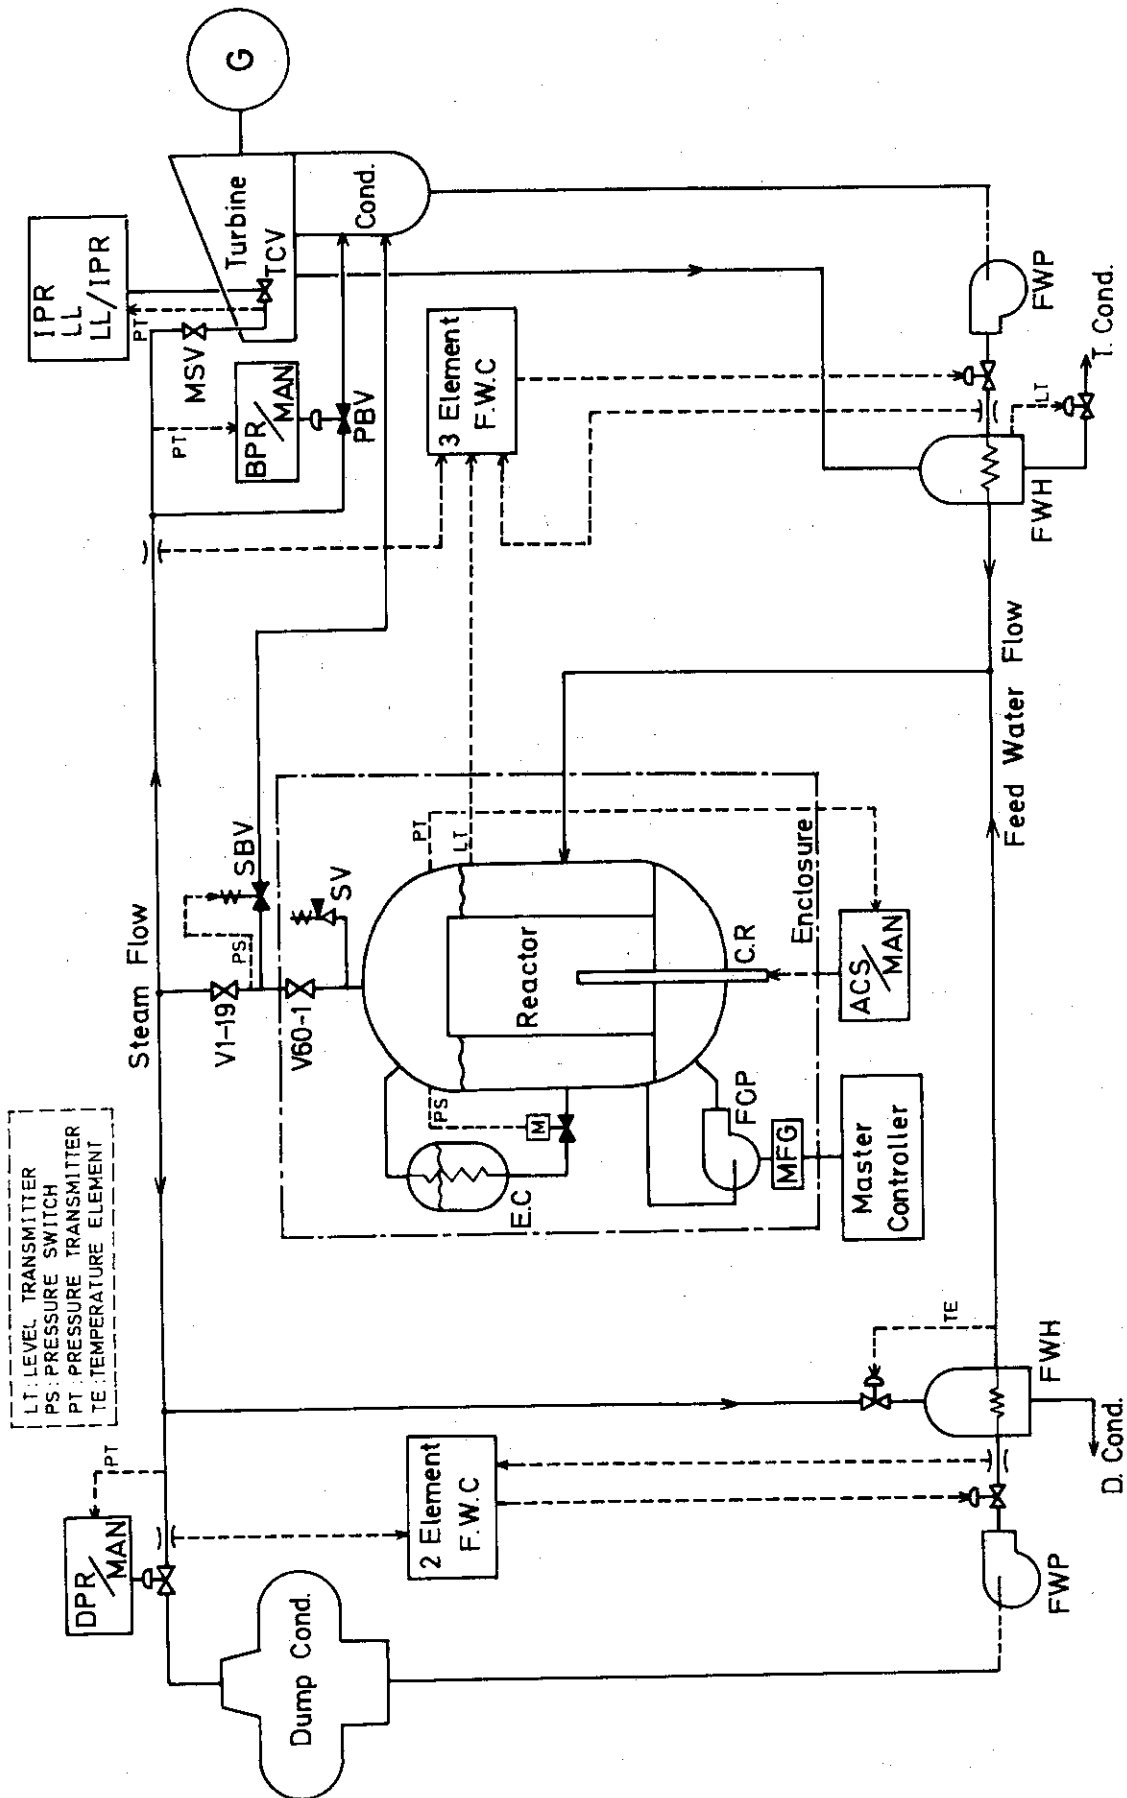 LT: LEVEL TRANSMITTER
PS: PRESSURE SWITCH
PT: PRESSURE TRANSMITTER
TE: TEMPERATURE ELEMENT
DPR/MAN
PT
Dump Cond.
2 Element
F.W.C
FWP
D. Cond.
FWH
TE
Steam Flow
V1-19
PS
SBV
V60-1
SV
PS
M
E.C
Reactor
PT
LT
FCP
MFG
Master
Controller
C.R
Enclosure
ACS/MAN
Feed Water Flow
IPR
LL
LL/IPR
PT
MSV
TCV
Turbine
G
Cond.
PT
BPR/MAN
PBV
3 Element
F.W.C
FWP
LT
T. Cond.
FWH